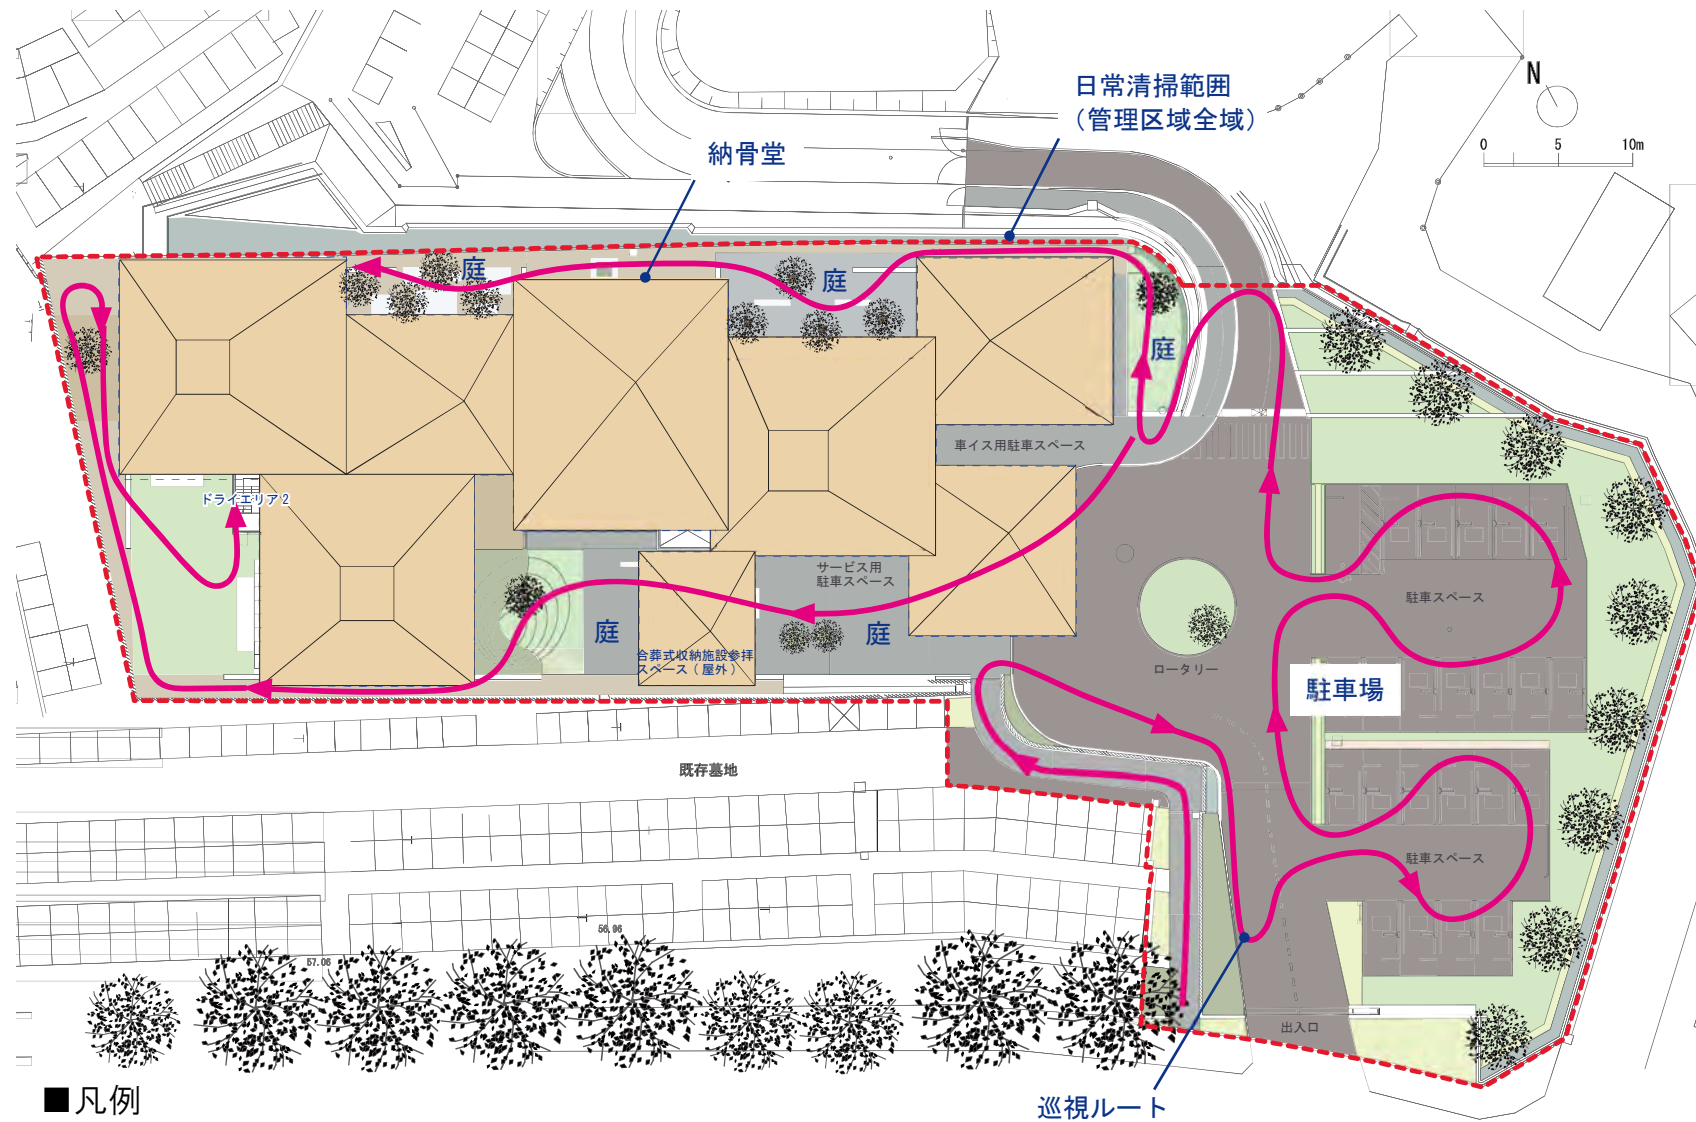 日常清掃範囲
（管理区域全域）
N
0 5 10m
納骨堂
庭
庭
庭
車イス用駐車スペース
ドライエリア2
サービス用
駐車スペース
庭
庭
合葬式収納施設参拝
スペース（屋外）
駐車スペース
ロータリー
駐車場
既存墓地
駐車スペース
56.96
57.06
出入口
■凡例
巡視ルート